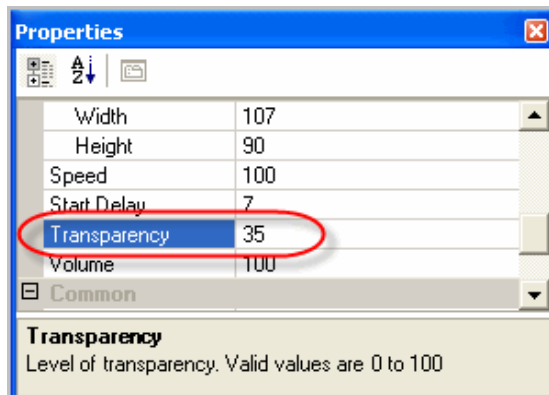 Properties
Width 107
Height 90
Speed 100
Start Delay 7
Transparency 35
Volume 100
Common
Transparency
Level of transparency. Valid values are 0 to 100